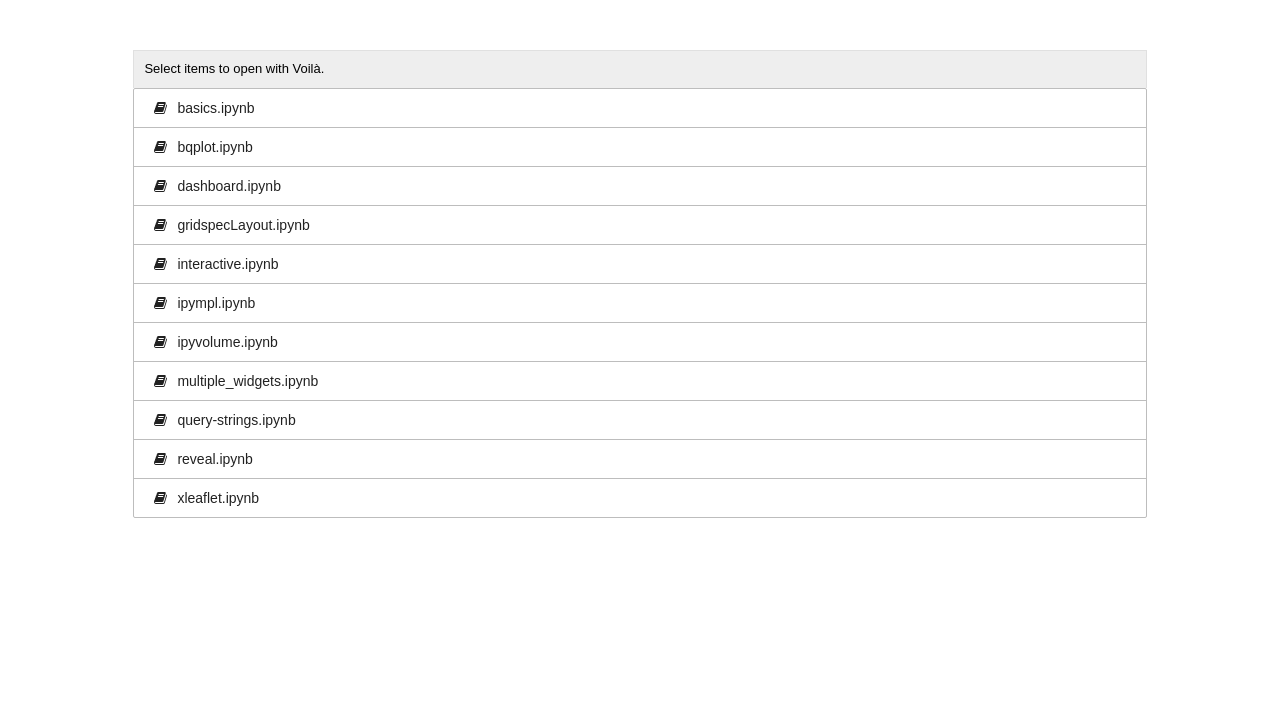 Select items to open with Voilà.
basics.ipynb
bqplot.ipynb
dashboard.ipynb
gridspecLayout.ipynb
interactive.ipynb
ipympl.ipynb
ipyvolume.ipynb
multiple_widgets.ipynb
query-strings.ipynb
reveal.ipynb
xleaflet.ipynb